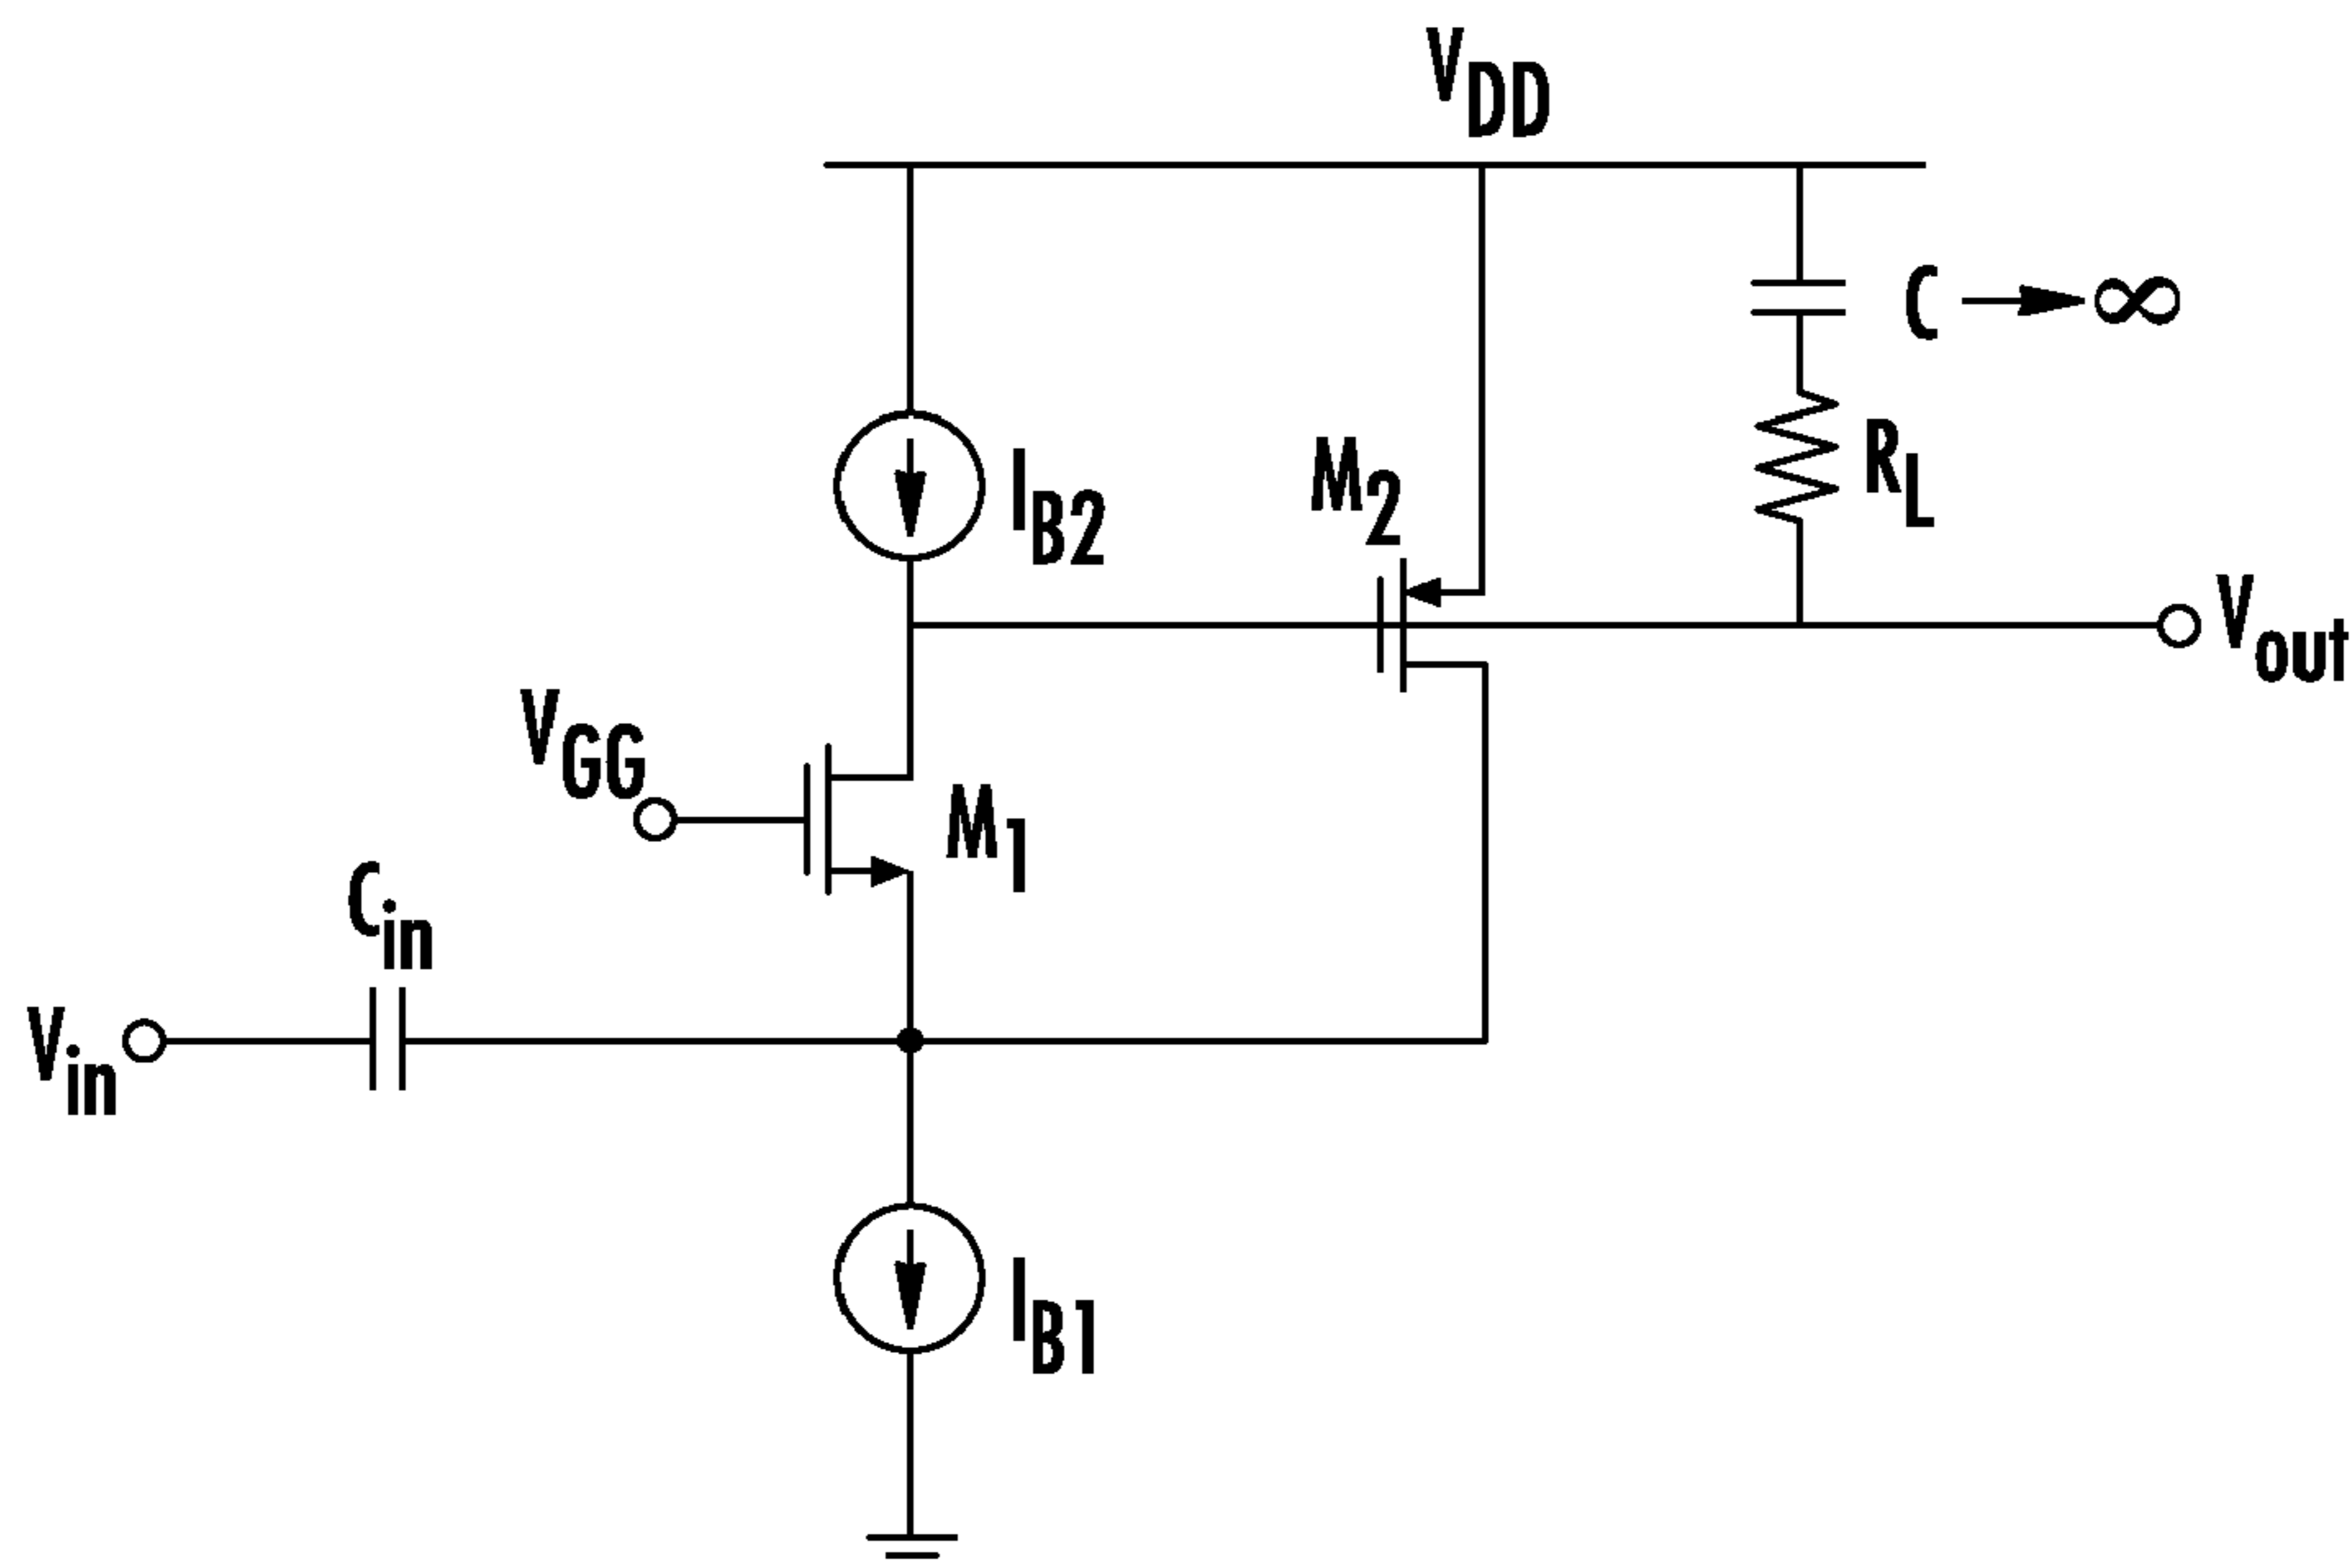 VDD
C → ∞
RL
IB2
M2
Vout
VGG
M1
Cin
Vin
IB1